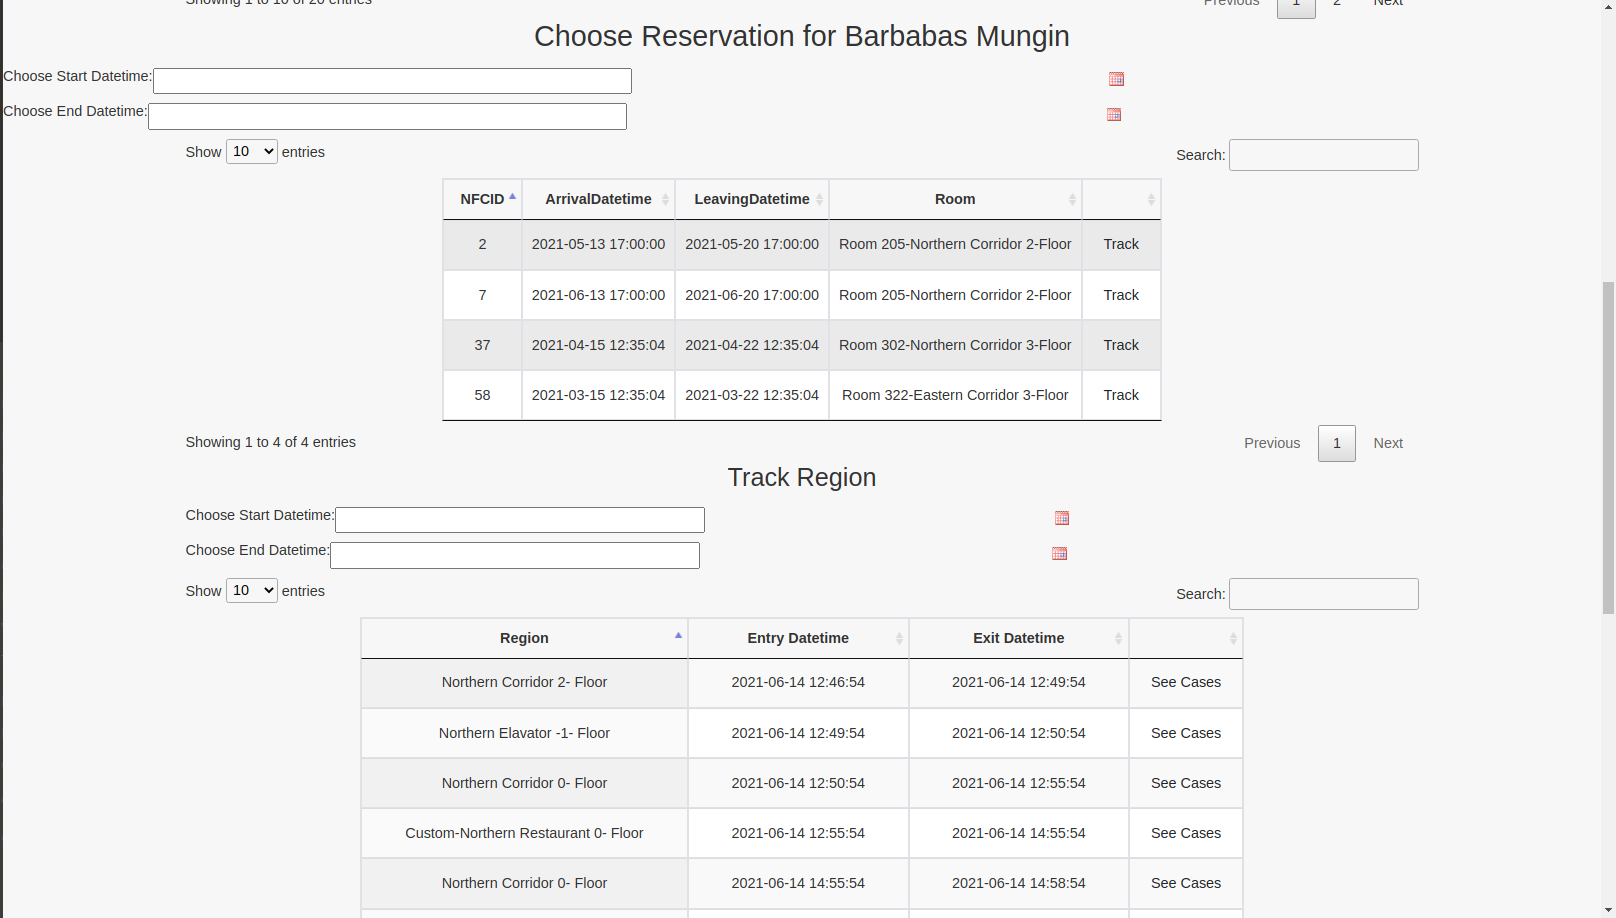 Showing 1 to 10 of 20 entries
Previous 1 2 Next
Choose Reservation for Barbabas Mungin
Choose Start Datetime:
Choose End Datetime:
Show 10 entries
Search:
NFCID ArrivalDatetime LeavingDatetime Room
2 2021-05-13 17:00:00 2021-05-20 17:00:00 Room 205-Northern Corridor 2-Floor Track
7 2021-06-13 17:00:00 2021-06-20 17:00:00 Room 205-Northern Corridor 2-Floor Track
37 2021-04-15 12:35:04 2021-04-22 12:35:04 Room 302-Northern Corridor 3-Floor Track
58 2021-03-15 12:35:04 2021-03-22 12:35:04 Room 322-Eastern Corridor 3-Floor Track
Showing 1 to 4 of 4 entries
Previous 1 Next
Track Region
Choose Start Datetime:
Choose End Datetime:
Show 10 entries
Search:
Region Entry Datetime Exit Datetime
Northern Corridor 2- Floor 2021-06-14 12:46:54 2021-06-14 12:49:54 See Cases
Northern Elavator -1- Floor 2021-06-14 12:49:54 2021-06-14 12:50:54 See Cases
Northern Corridor 0- Floor 2021-06-14 12:50:54 2021-06-14 12:55:54 See Cases
Custom-Northern Restaurant 0- Floor 2021-06-14 12:55:54 2021-06-14 14:55:54 See Cases
Northern Corridor 0- Floor 2021-06-14 14:55:54 2021-06-14 14:58:54 See Cases